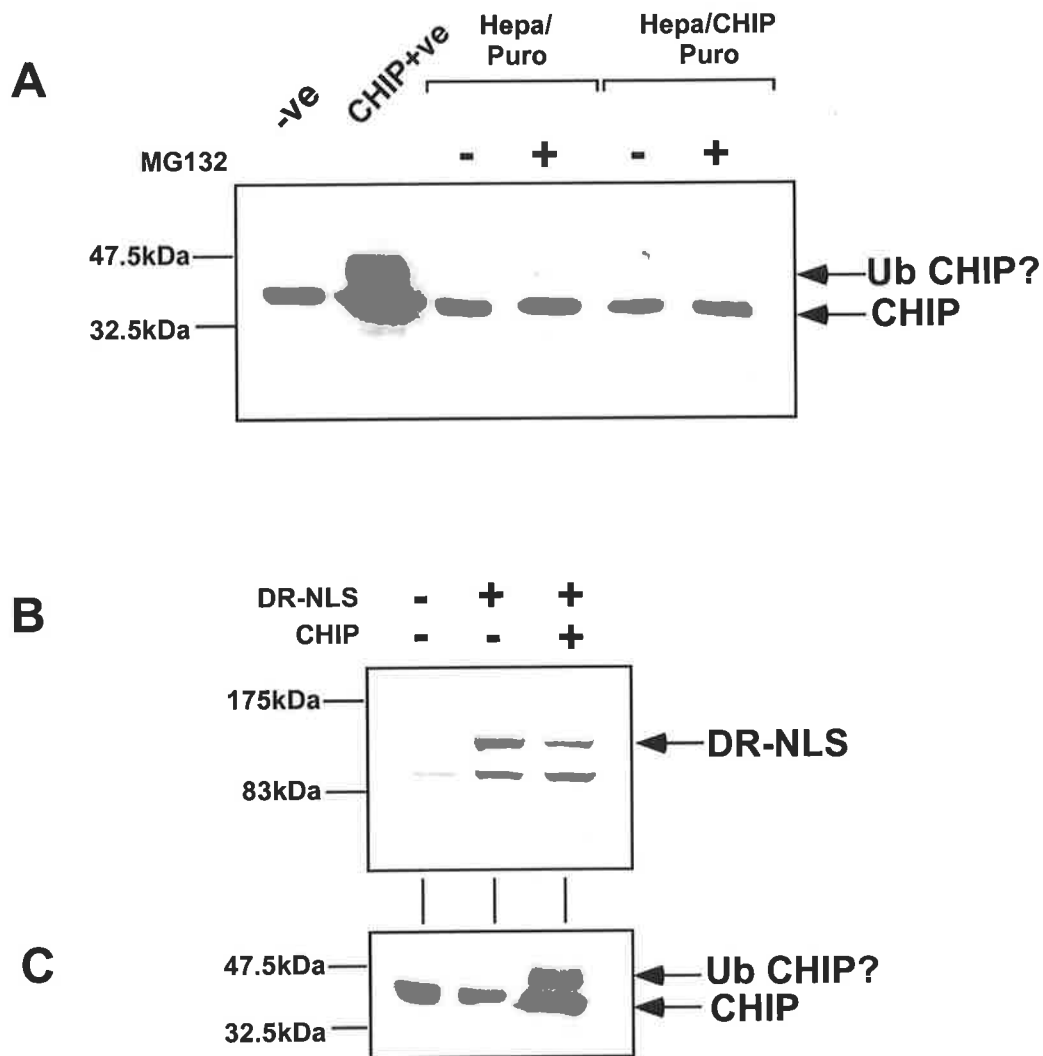 A
-ve
CHIP+ve
Hepa/
Puro
Hepa/CHIP
Puro
MG132
- + - +
47.5kDa
32.5kDa
Ub CHIP?
CHIP
B
DR-NLS - + +
CHIP - - +
175kDa
83kDa
DR-NLS
C
47.5kDa
32.5kDa
Ub CHIP?
CHIP